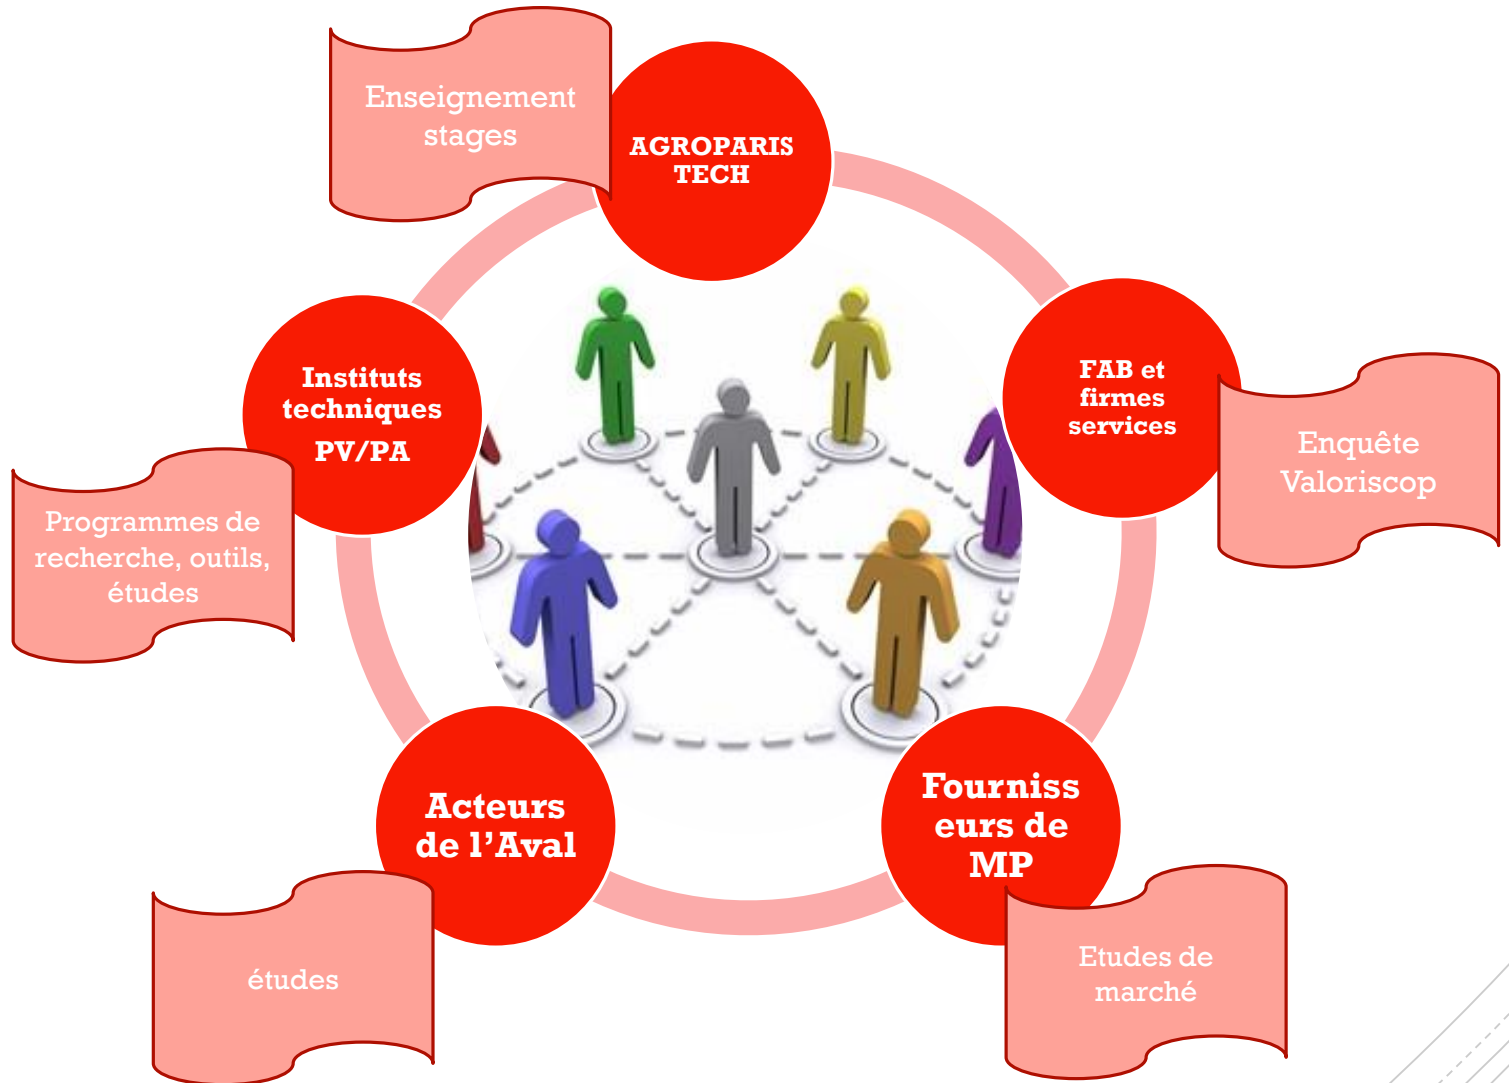 Enseignement
stages
AGROPARIS
TECH
FAB et
firmes
services
Enquête
Valoriscop
Fourniss
eurs de
MP
Etudes de
marché
Acteurs
de l’Aval
études
Instituts
techniques
PV/PA
Programmes de
recherche, outils,
études